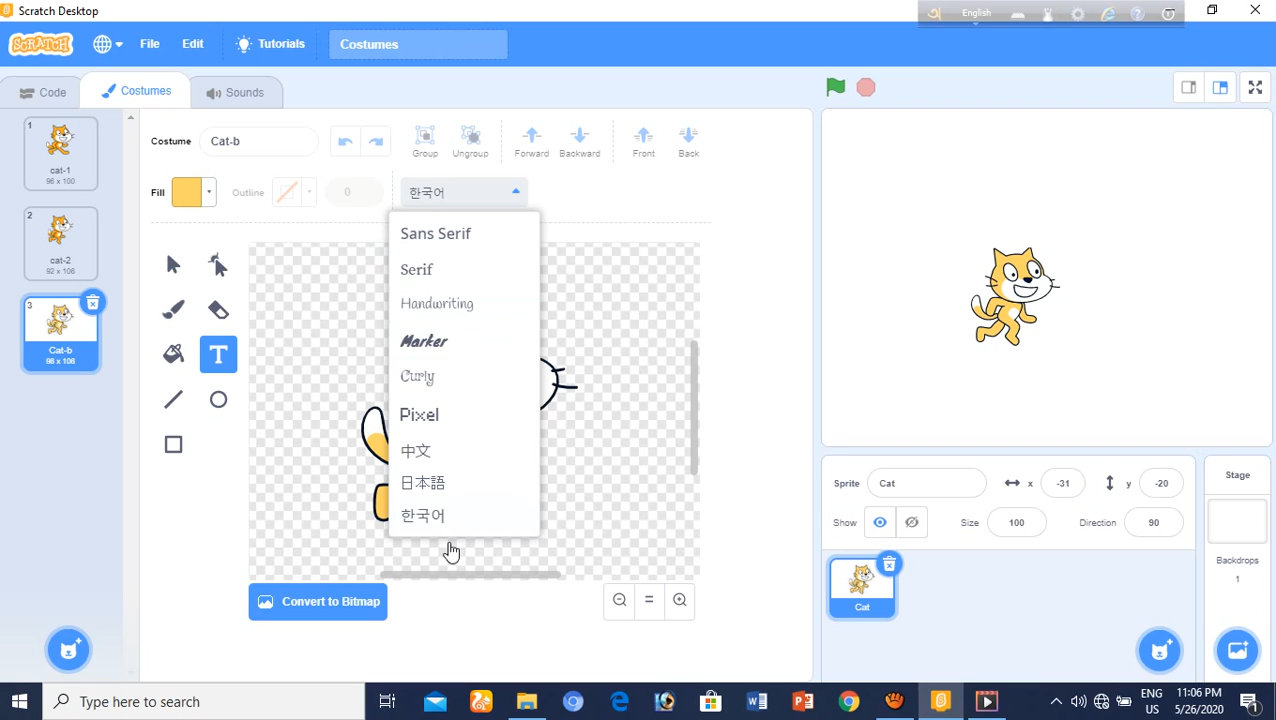 Scratch Desktop
English
SCRATCH
File
Edit
Tutorials
Costumes
Code
Costumes
Sounds
1
cat-1
96 x 100
2
cat-2
92 x 106
3
Cat-b
96 x 106
Costume
Cat-b
Group
Ungroup
Forward
Backward
Front
Back
Fill
Outline
0
한국어
Sans Serif
Serif
Handwriting
Marker
Curly
Pixel
中文
日本語
한국어
T
Convert to Bitmap
Sprite
Cat
x
-31
y
-20
Show
Size
100
Direction
90
Cat
Stage
Backdrops
1
Type here to search
ENG
US
11:06 PM
5/26/2020
1